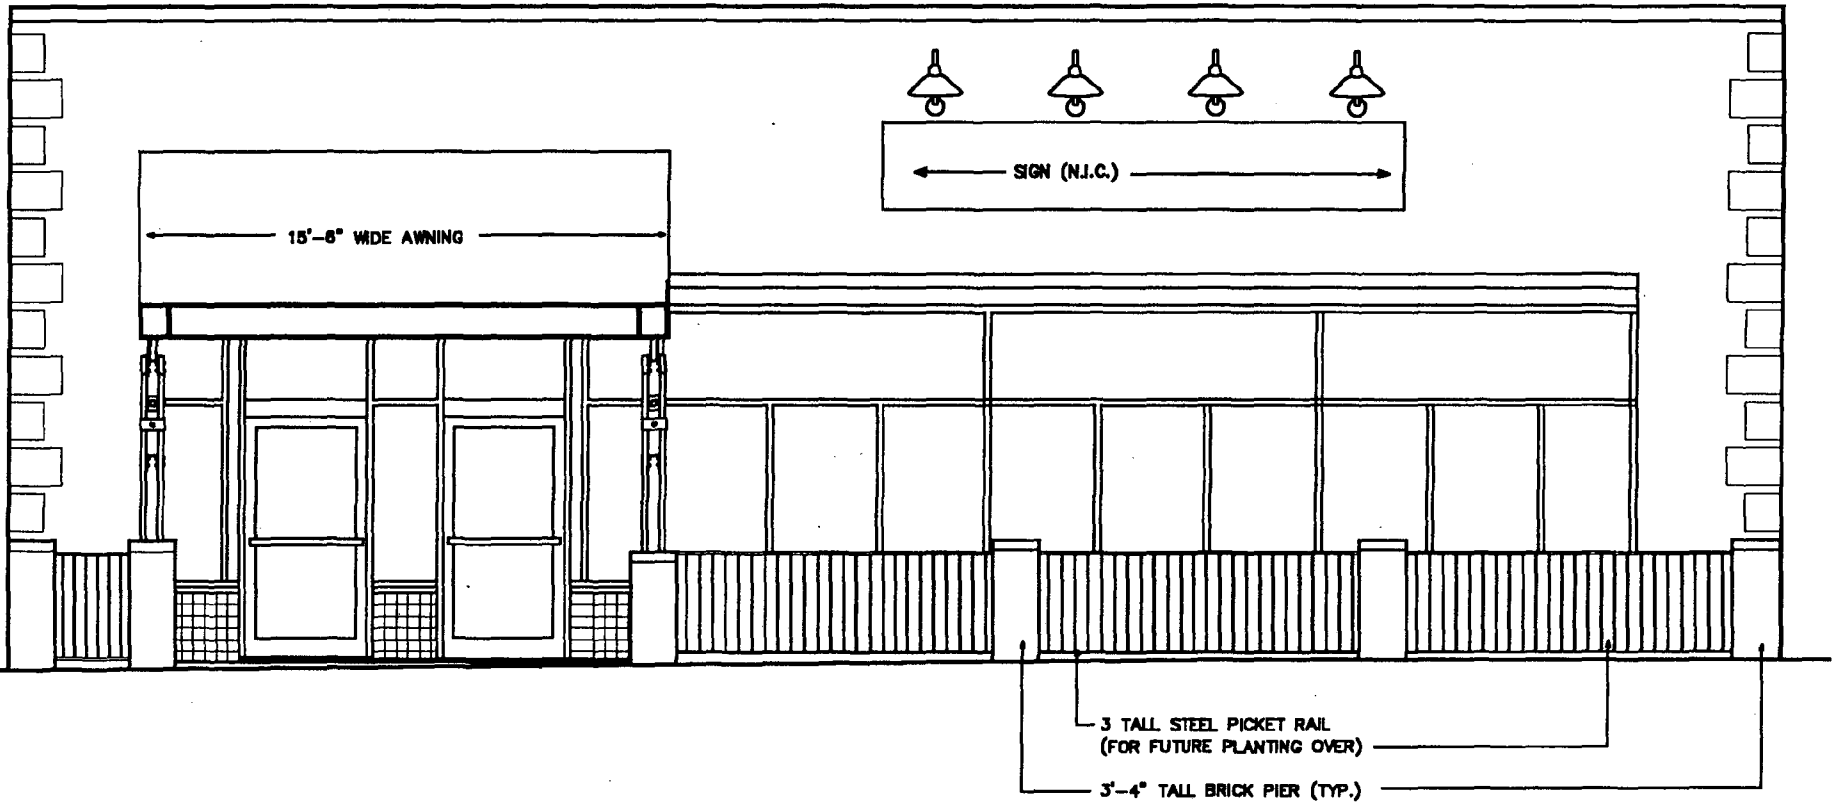 SIGN (N.I.C.)
15'-6" WIDE AWNING
3 TALL STEEL PICKET RAIL
(FOR FUTURE PLANTING OVER)
3'-4" TALL BRICK PIER (TYP.)